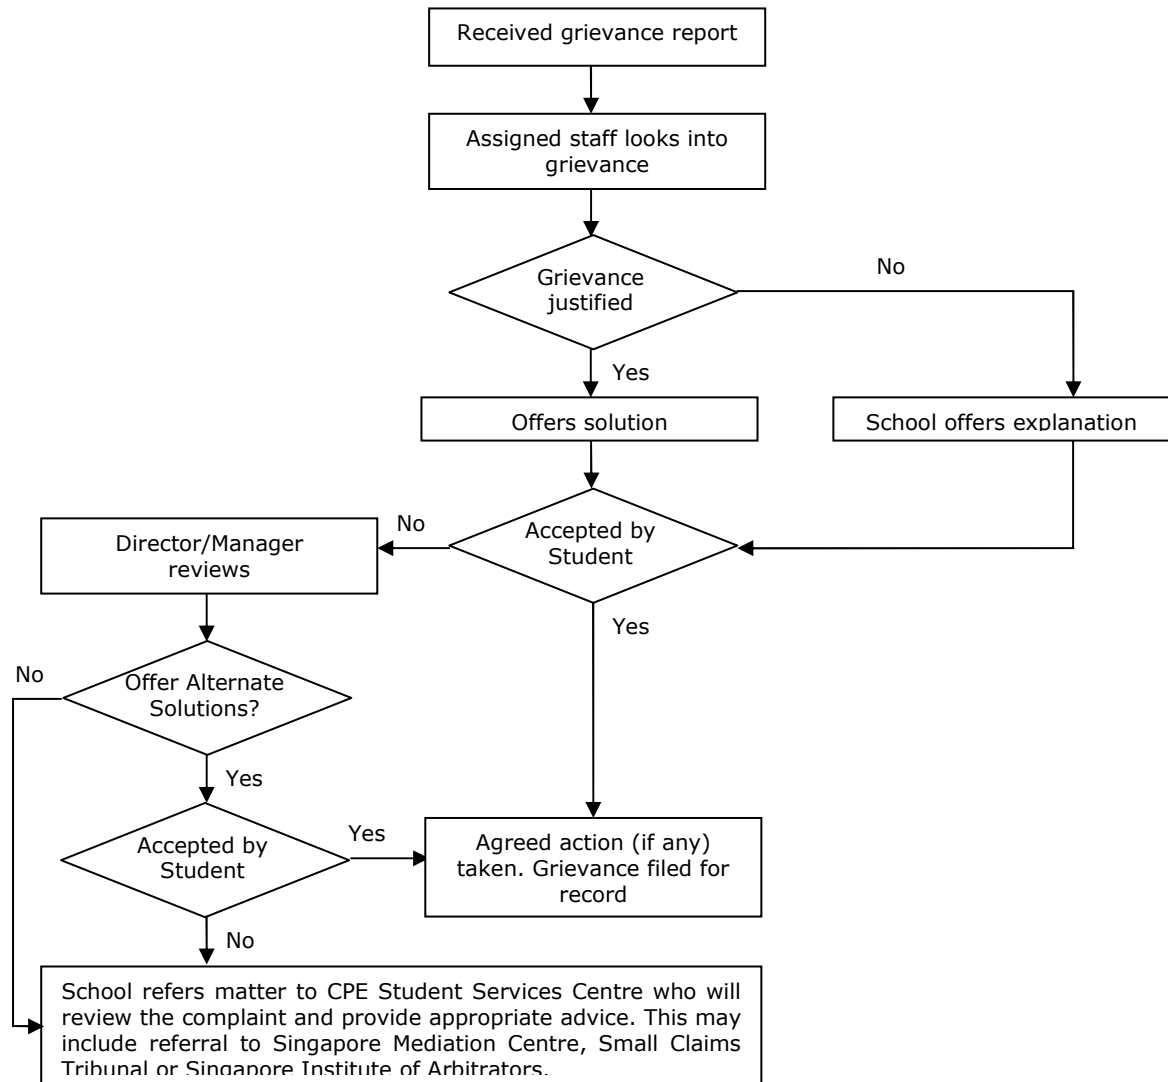 Received grievance report
Assigned staff looks into
grievance
Grievance
justified
No
Yes
Offers solution
School offers explanation
Accepted by
Student
No
Director/Manager
reviews
Yes
No
Offer Alternate
Solutions?
Yes
Accepted by
Student
Yes
Agreed action (if any)
taken. Grievance filed for
record
No
School refers matter to CPE Student Services Centre who will
review the complaint and provide appropriate advice. This may
include referral to Singapore Mediation Centre, Small Claims
Tribunal or Singapore Institute of Arbitrators.